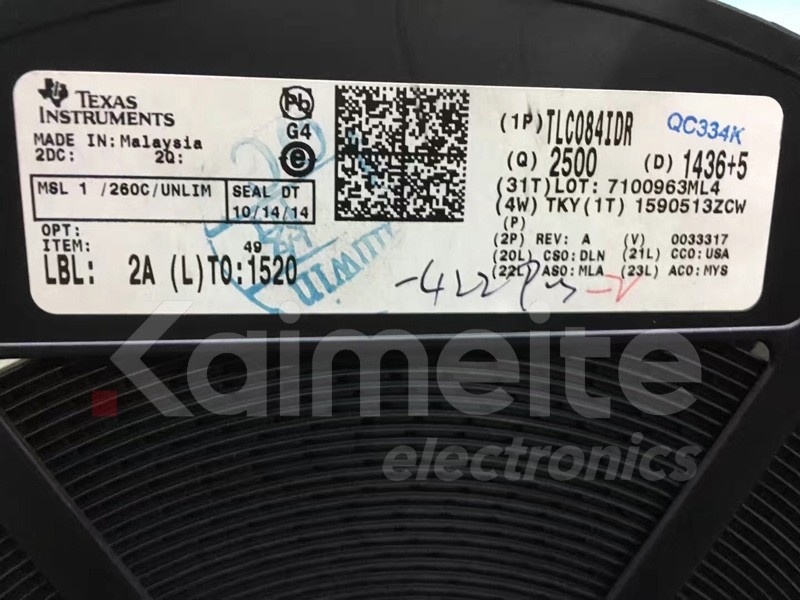 TEXAS
INSTRUMENTS
MADE IN: Malaysia
2DC: 2Q:
MSL 1 /260C/UNLIM
SEAL DT
10/14/14
OPT:
ITEM: 49
LBL: 2A (L)TO:1520
Pb
G4
e
(1P)TLC084IDR
QC334K
(Q) 2500 (D) 1436+5
(31T)LOT: 7100963ML4
(4W) TKY(1T) 1590513ZCW
(P)
(2P) REV: A (V) 0033317
(20L) CSO:DLN (21L) CCO:USA
(22L) ASO:MLA (23L) ACO:MYS
Kaimeite
electronics